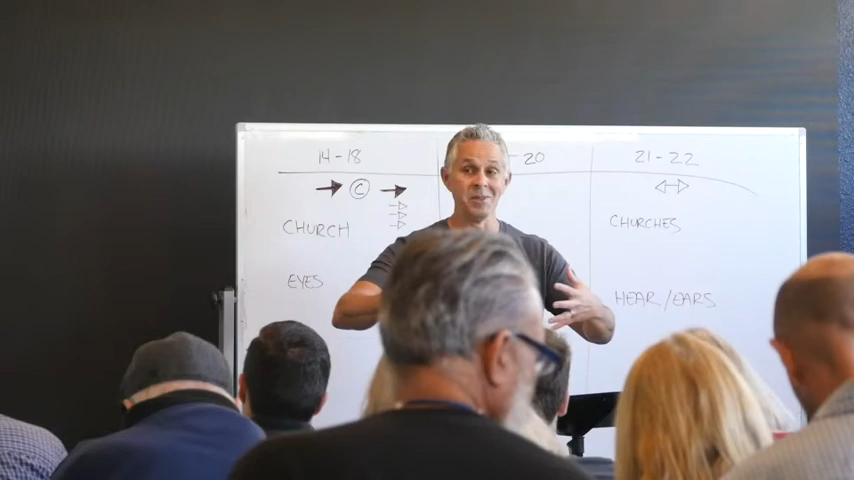 14-18
-20
21-22
C
CHURCH
CHURCHES
EYES
HEAR/EARS